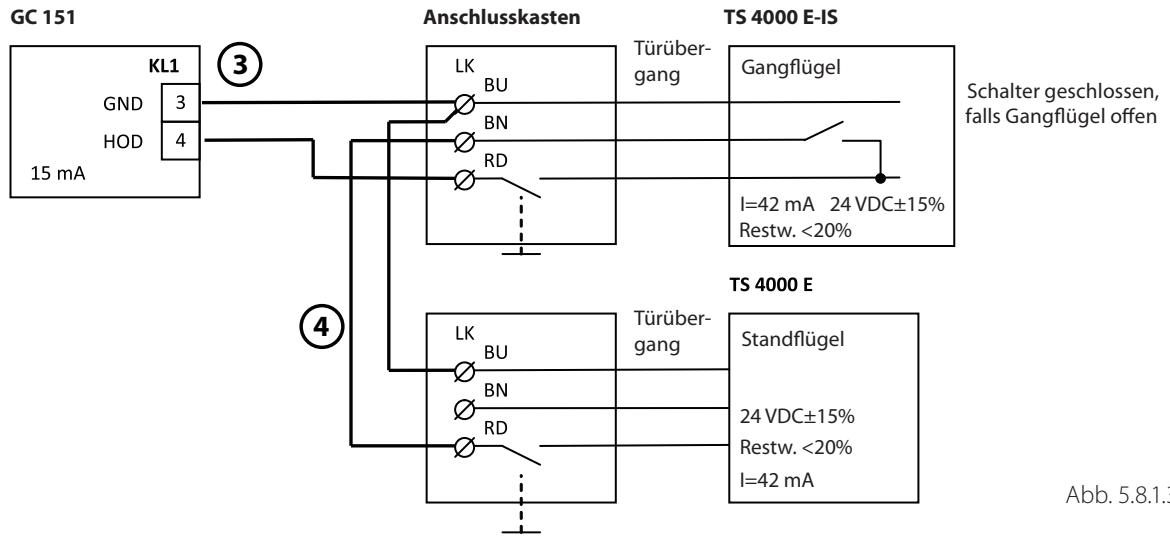 GC 151
Anschlusskasten
TS 4000 E-IS
KL1
3
GND 3
HOD 4
15 mA
LK
BU
BN
RD
Türüber-
gang
Gangflügel
I=42 mA 24 VDC±15%
Restw. <20%
Schalter geschlossen,
falls Gangflügel offen
4
LK
BU
BN
RD
Türüber-
gang
TS 4000 E
Standflügel
24 VDC±15%
Restw. <20%
I=42 mA
Abb. 5.8.1.3